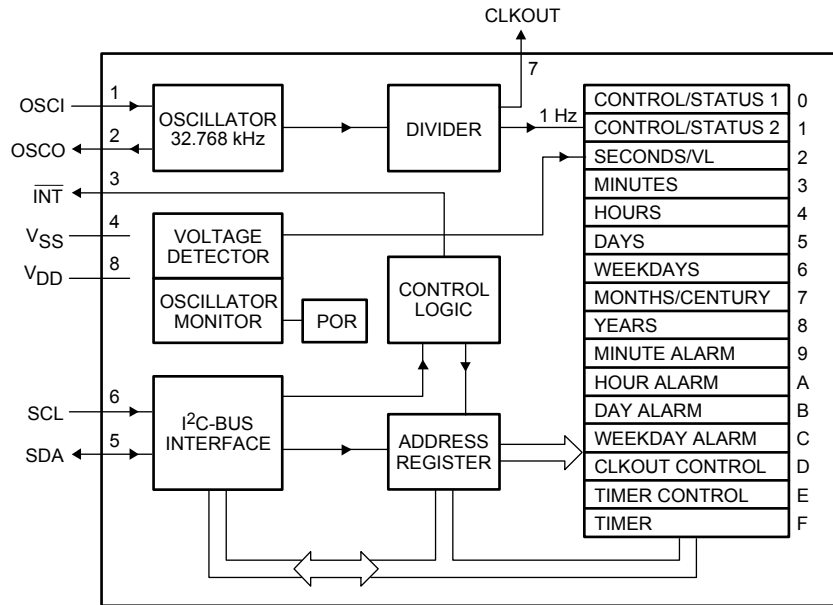 CLKOUT
7
OSCI
1
OSCILLATOR
32.768 kHz
DIVIDER
1 Hz
OSCO
2
INT
3
VSS
4
VDD
8
VOLTAGE
DETECTOR
OSCILLATOR
MONITOR
POR
CONTROL
LOGIC
SCL
6
SDA
5
I2C-BUS
INTERFACE
ADDRESS
REGISTER
CONTROL/STATUS 1 0
CONTROL/STATUS 2 1
SECONDS/VL 2
MINUTES 3
HOURS 4
DAYS 5
WEEKDAYS 6
MONTHS/CENTURY 7
YEARS 8
MINUTE ALARM 9
HOUR ALARM A
DAY ALARM B
WEEKDAY ALARM C
CLKOUT CONTROL D
TIMER CONTROL E
TIMER F